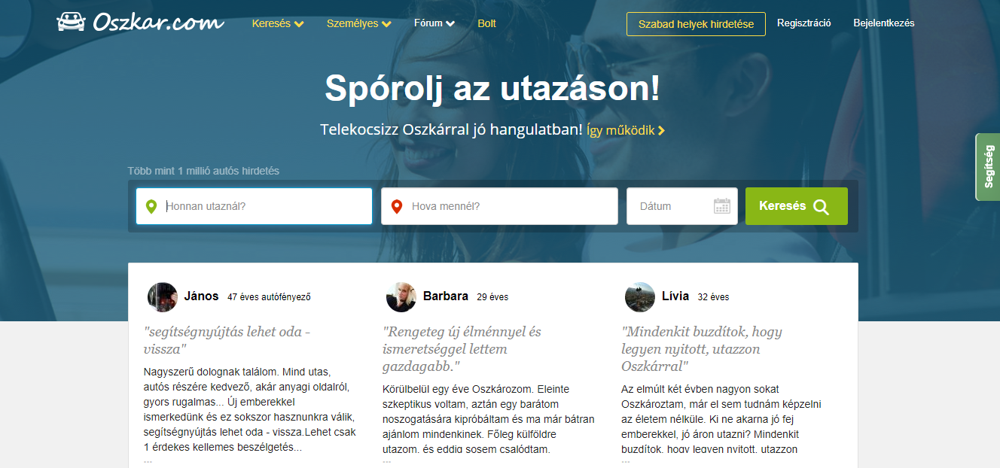 Oszkar.com
Keresés
Személyes
Fórum
Bolt
Szabad helyek hirdetése
Regisztráció
Bejelentkezés
Spórolj az utazáson!
Telekocsizz Oszkárral jó hangulatban! Így működik
Segítség
Több mint 1 millió autós hirdetés
Honnan utaznál?
Hova mennél?
Dátum
Keresés
János 47 éves autófényező
"segítségnyújtás lehet oda -
vissza"
Nagyszerű dolognak találom. Mind utas,
autós részére kedvező, akár anyagi oldalról,
gyors rugalmas... Új emberekkel
ismerkedünk és ez sokszor hasznunkra válik,
segítségnyújtás lehet oda - vissza.Lehet csak
1 érdekes kellemes beszélgetés...
...
Barbara 29 éves
"Rengeteg új élménnyel és
ismeretséggel lettem
gazdagabb."
Körülbelül egy éve Oszkározom. Eleinte
szkeptikus voltam, aztán egy barátom
noszogatására kipróbáltam és ma már bátran
ajánlom mindenkinek. Főleg külföldre
utazom, és eddig sosem csalódtam.
...
Lívia 32 éves
"Mindenkit buzdítok, hogy
legyen nyitott, utazzon
Oszkárral"
Az elmúlt két évben nagyon sokat
Oszkároztam, már el sem tudnám képzelni
az életem nélküle. Ki ne akarna jó fej
emberekkel, jó áron utazni? Mindenkit
buzdítok, hogy legyen nyitott, utazzon
...